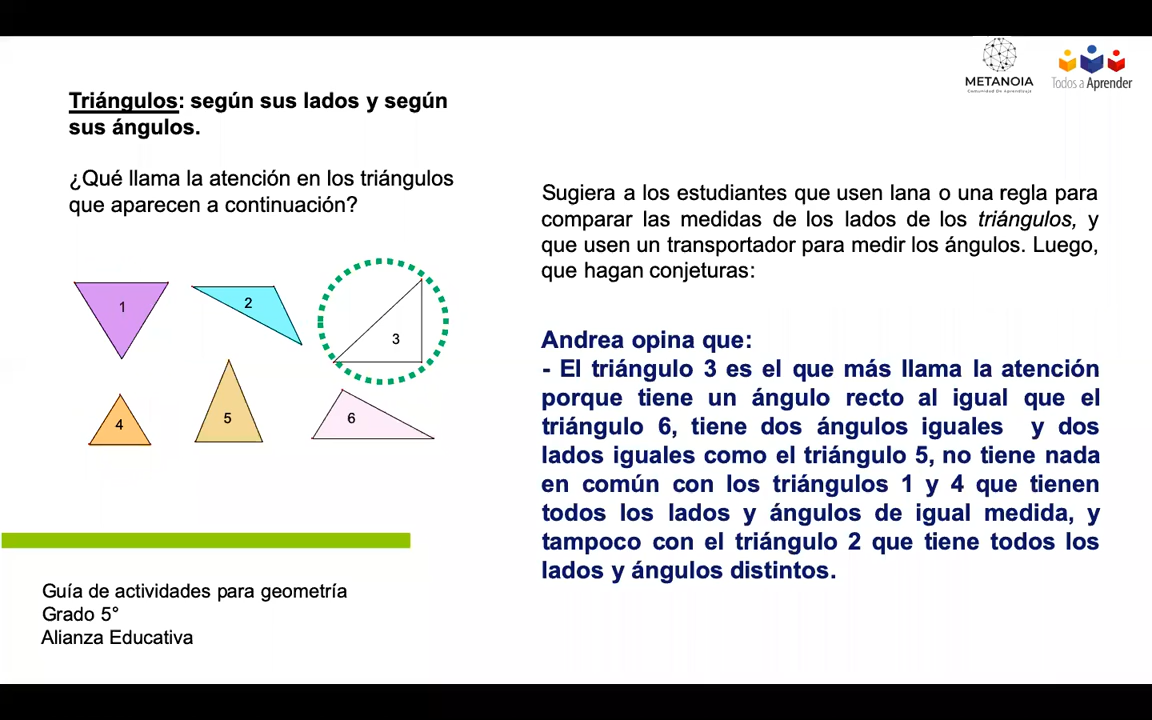 METANOIA
Comunidad De Aprendizaje
Todos a Aprender
Triángulos: según sus lados y según
sus ángulos.
¿Qué llama la atención en los triángulos
que aparecen a continuación?
1
2
3
4
5
6
Guía de actividades para geometría
Grado 5°
Alianza Educativa
Sugiera a los estudiantes que usen lana o una regla para
comparar las medidas de los lados de los triángulos, y
que usen un transportador para medir los ángulos. Luego,
que hagan conjeturas:
Andrea opina que:
- El triángulo 3 es el que más llama la atención
porque tiene un ángulo recto al igual que el
triángulo 6, tiene dos ángulos iguales y dos
lados iguales como el triángulo 5, no tiene nada
en común con los triángulos 1 y 4 que tienen
todos los lados y ángulos de igual medida, y
tampoco con el triángulo 2 que tiene todos los
lados y ángulos distintos.